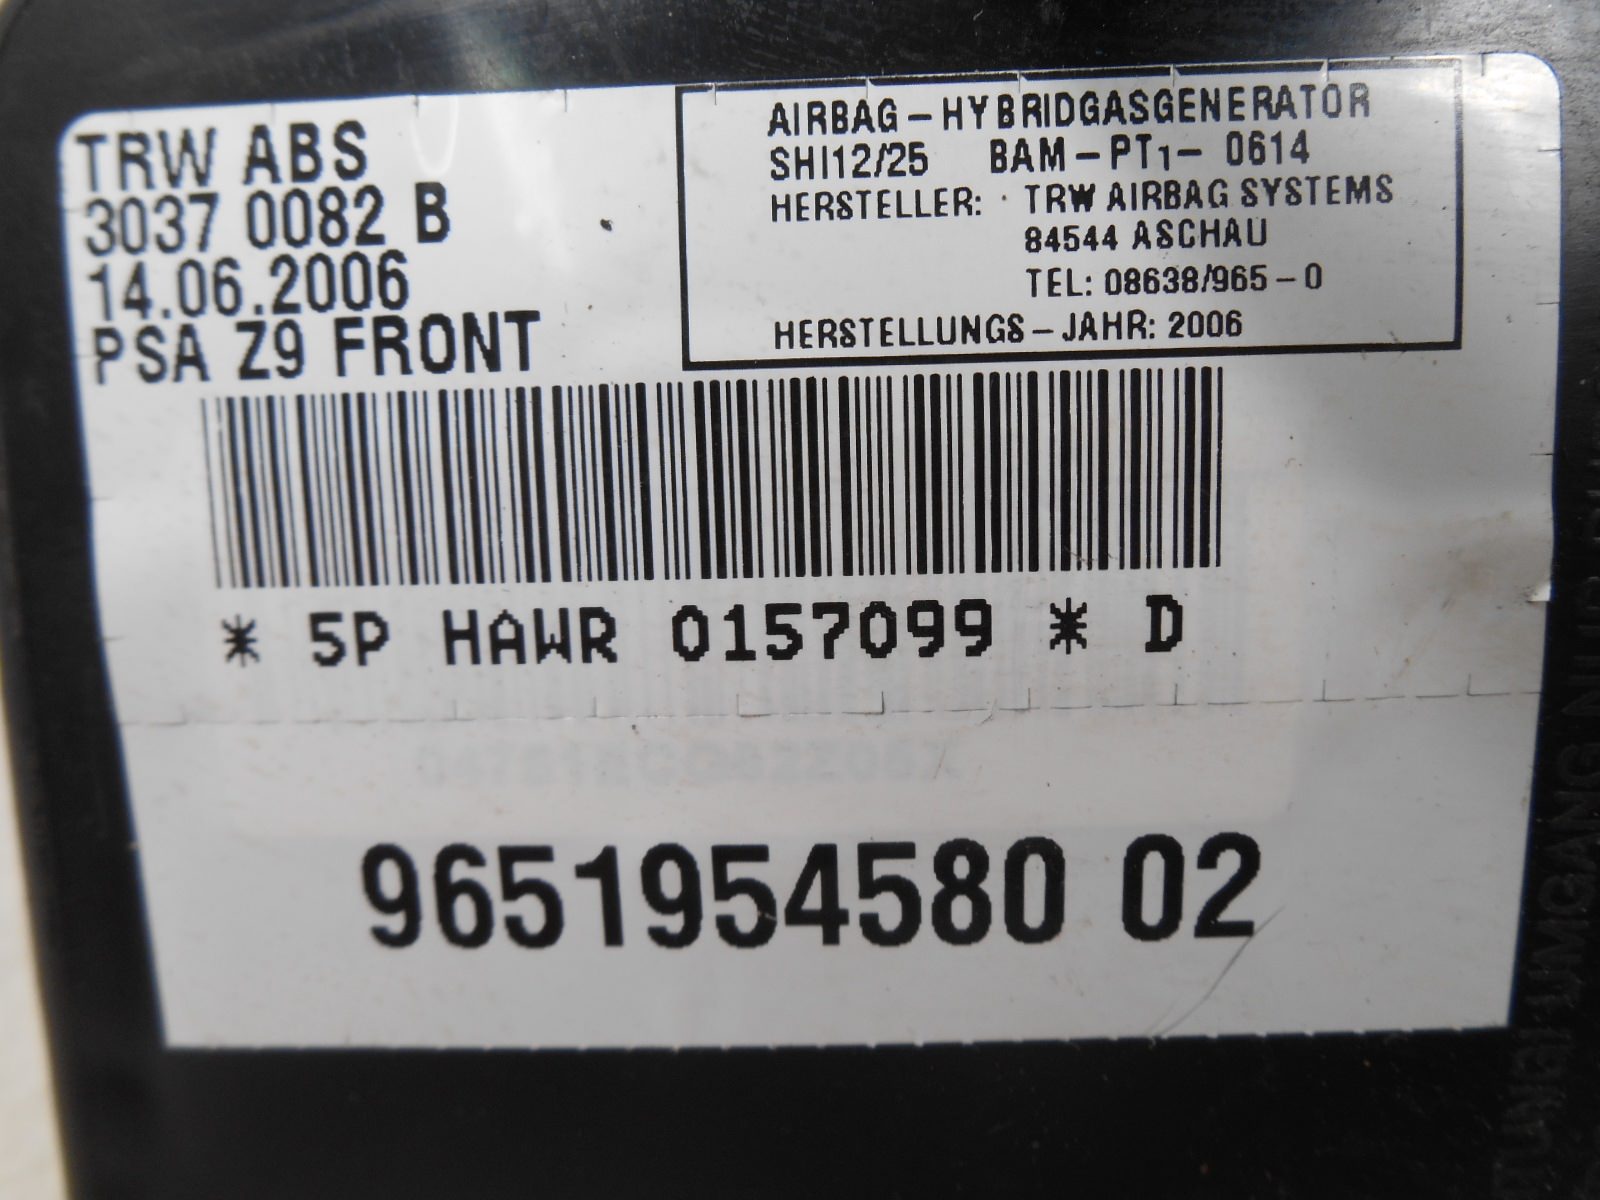 TRW ABS
3037 0082 B
14.06.2006
PSA Z9 FRONT
AIRBAG-HYBRIDGASGENERATOR
SHI12/25 BAM-PT1- 0614
HERSTELLER: TRW AIRBAG SYSTEMS
84544 ASCHAU
TEL: 08638/965-0
HERSTELLUNGS-JAHR: 2006
* 5P HAWR 0157099 * D
9651954580 02
UMGANG